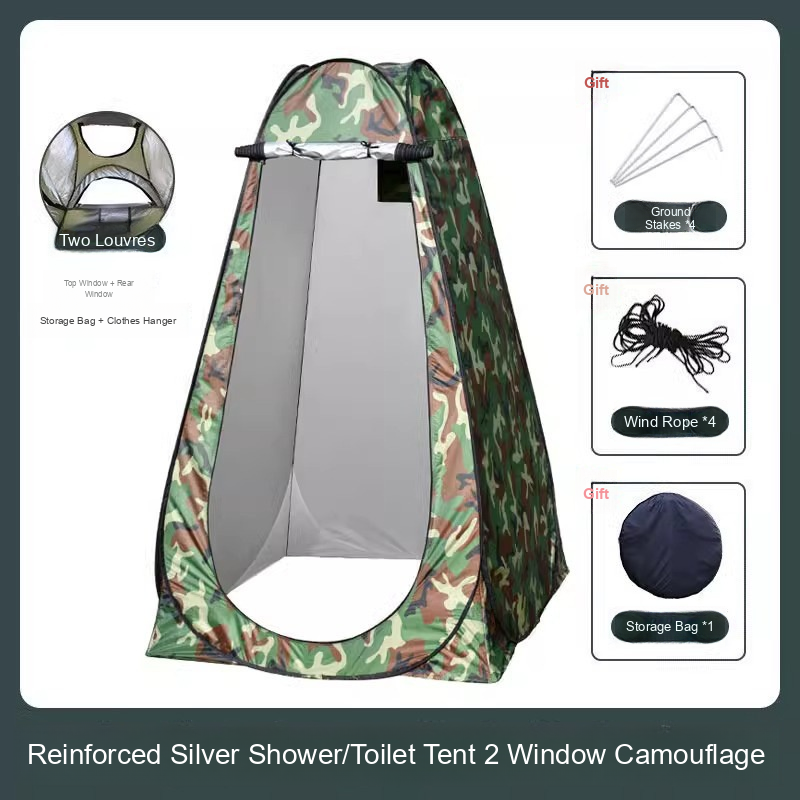 Two Louvres
Top Window + Rear
Window
Storage Bag + Clothes Hanger
Gift
Ground
Stakes *4
Gift
Wind Rope *4
Gift
Storage Bag *1
Reinforced Silver Shower/Toilet Tent 2 Window Camouflage